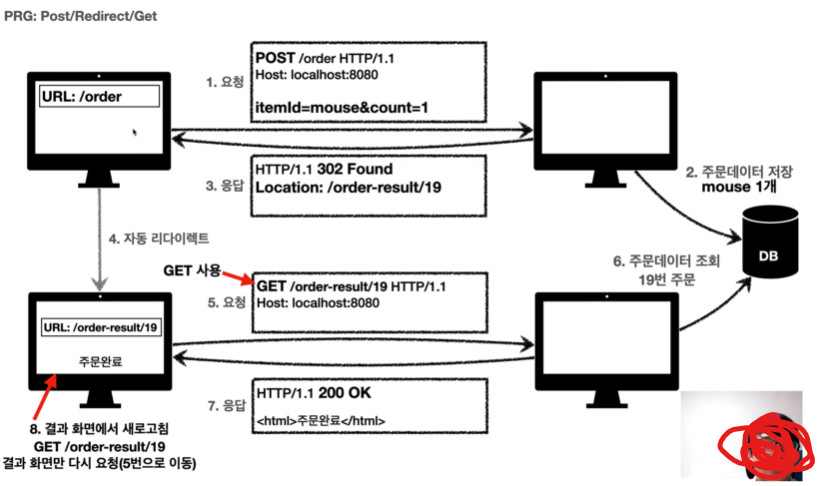 PRG: Post/Redirect/Get
URL: /order
1. 요청
POST /order HTTP/1.1
Host: localhost:8080
itemId=mouse&count=1
3. 응답
HTTP/1.1 302 Found
Location: /order-result/19
2. 주문데이터 저장
mouse 1개
DB
4. 자동 리다이렉트
GET 사용
5. 요청
GET /order-result/19 HTTP/1.1
Host: localhost:8080
6. 주문데이터 조회
19번 주문
URL: /order-result/19
주문완료
7. 응답
HTTP/1.1 200 OK
<html>주문완료</html>
8. 결과 화면에서 새로고침
GET /order-result/19
결과 화면만 다시 요청(5번으로 이동)